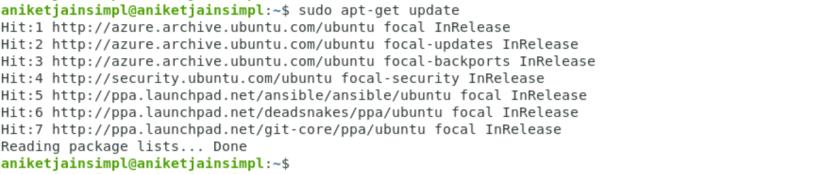 aniketjainsimpl@aniketjainsimpl:~$ sudo apt-get update
Hit:1 http://azure.archive.ubuntu.com/ubuntu focal InRelease
Hit:2 http://azure.archive.ubuntu.com/ubuntu focal-updates InRelease
Hit:3 http://azure.archive.ubuntu.com/ubuntu focal-backports InRelease
Hit:4 http://security.ubuntu.com/ubuntu focal-security InRelease
Hit:5 http://ppa.launchpad.net/ansible/ansible/ubuntu focal InRelease
Hit:6 http://ppa.launchpad.net/deadsnakes/ppa/ubuntu focal InRelease
Hit:7 http://ppa.launchpad.net/git-core/ppa/ubuntu focal InRelease
Reading package lists... Done
aniketjainsimpl@aniketjainsimpl:~$